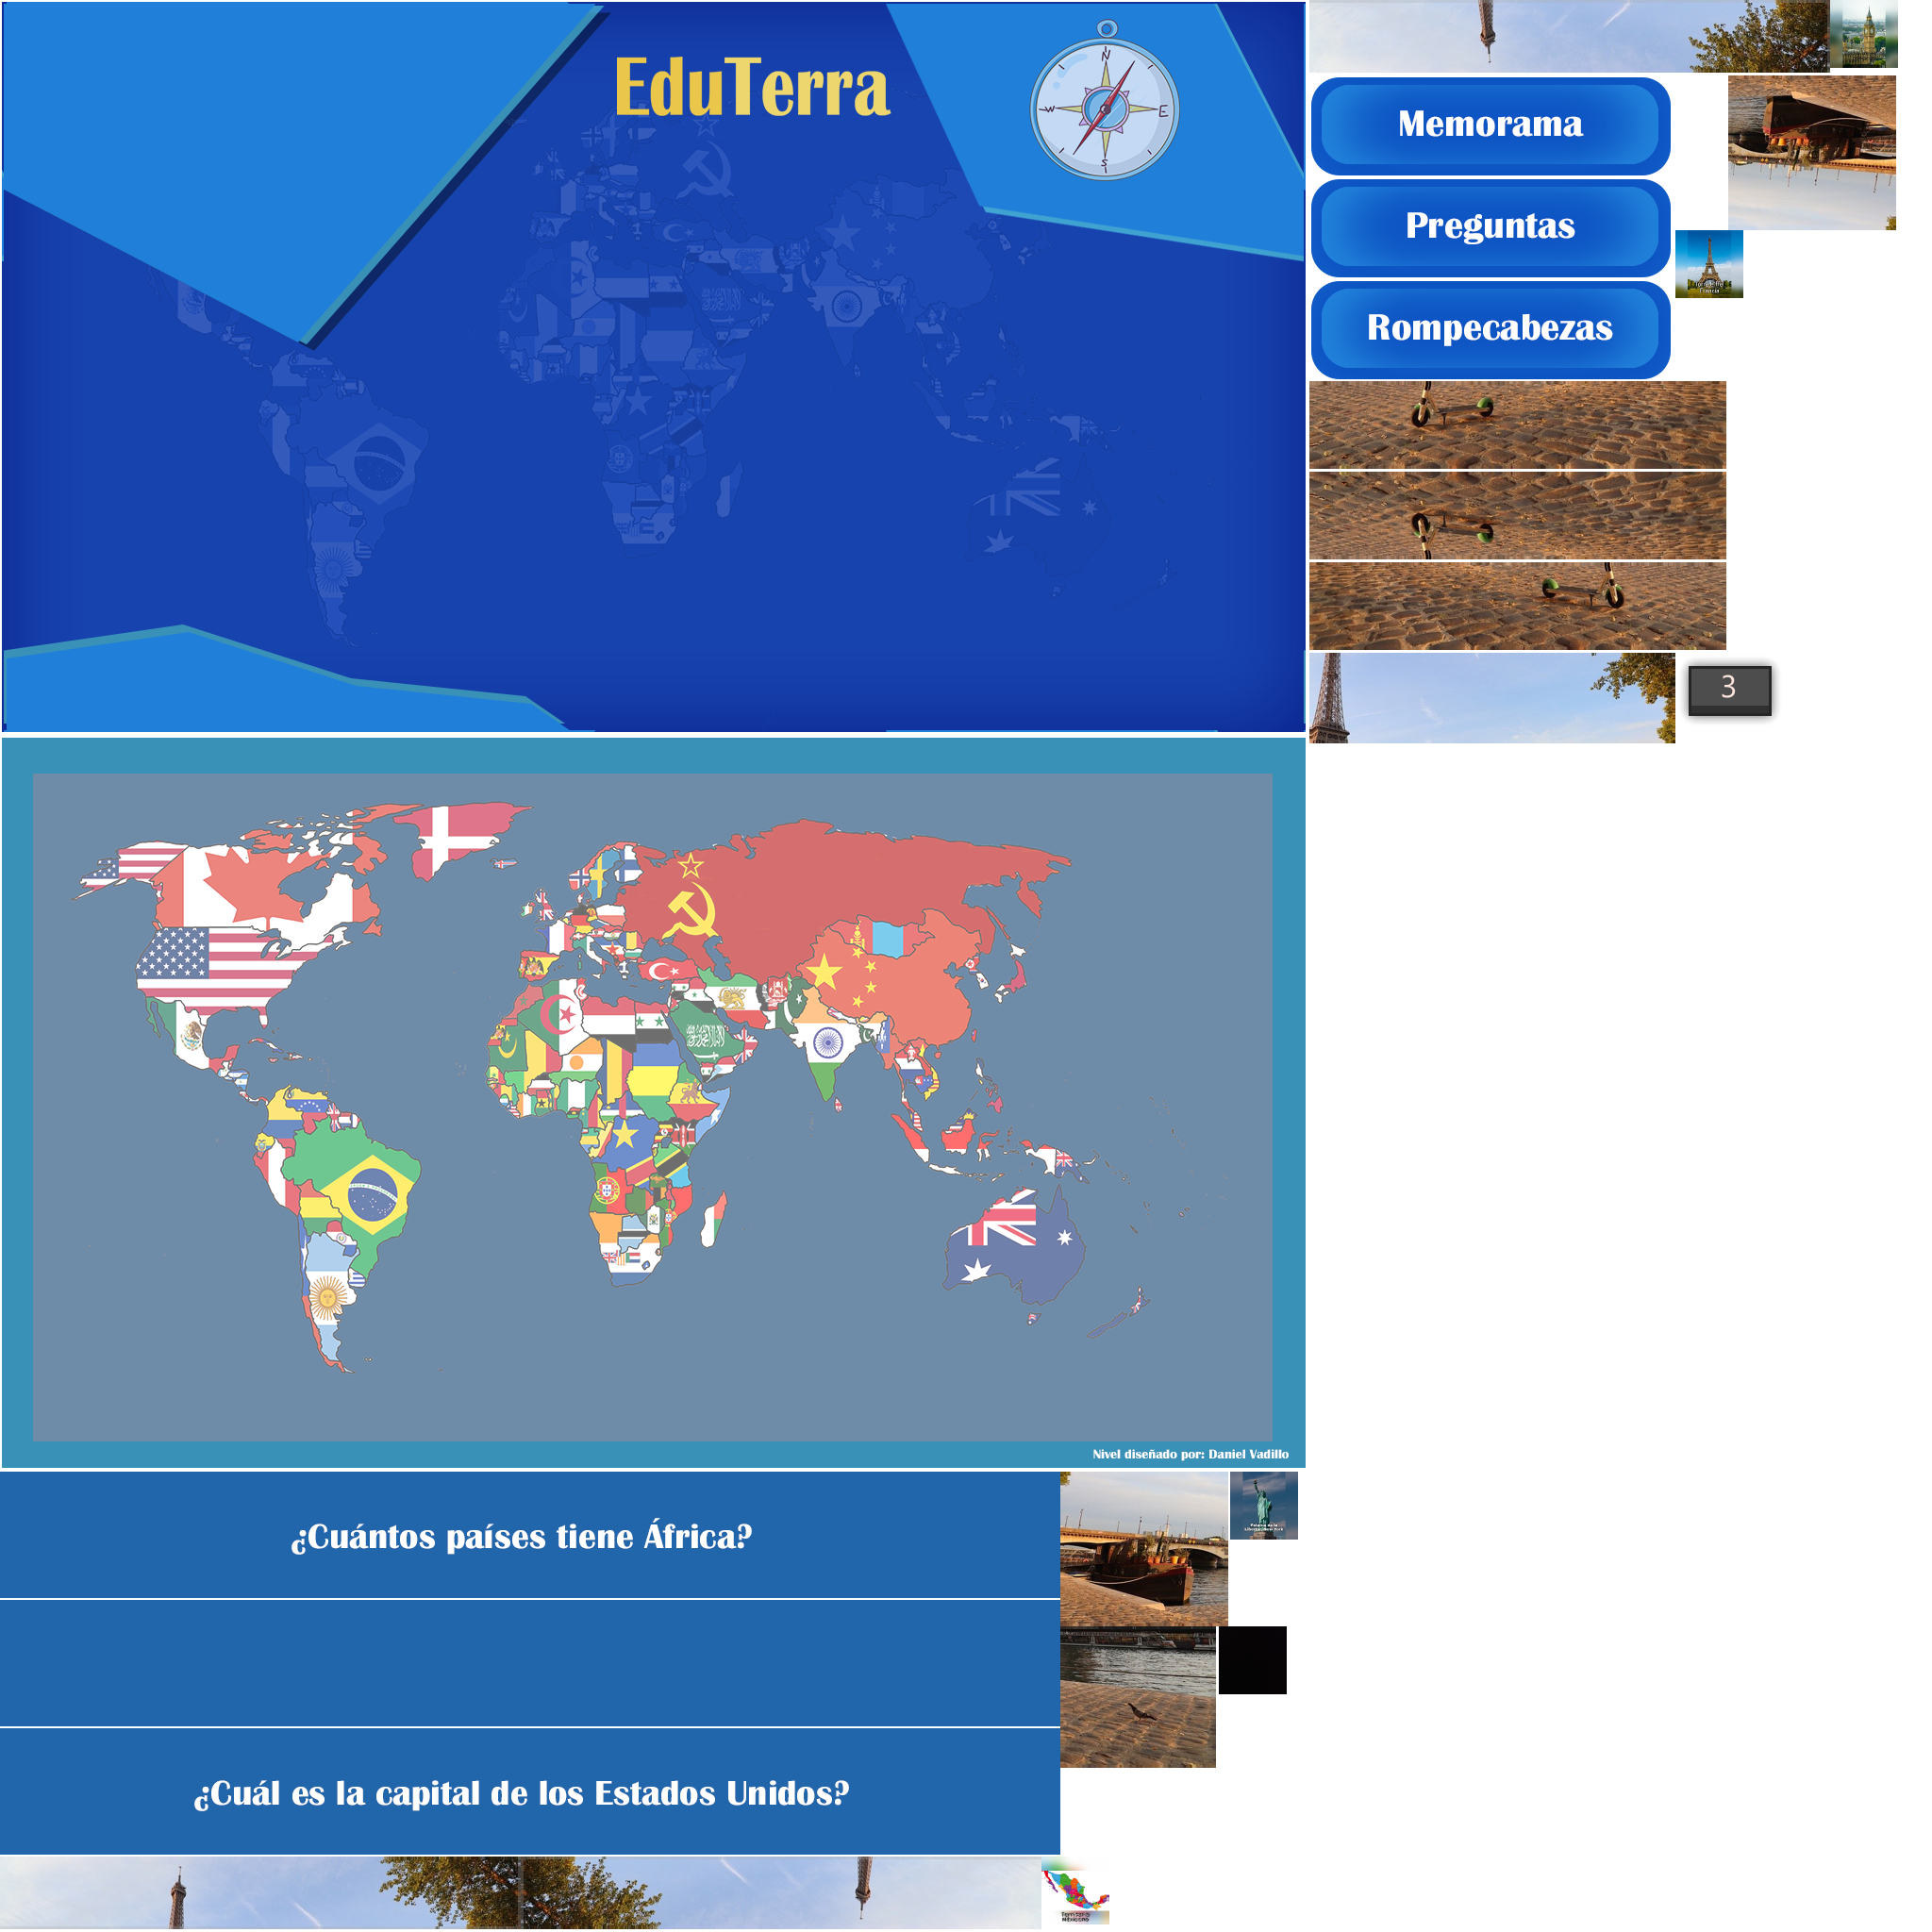 EduTerra
N
W
E
S
Memorama
Preguntas
Rompecabezas
3
Nivel diseñado por: Daniel Vadillo
¿Cuántos países tiene África?
¿Cuál es la capital de los Estados Unidos?